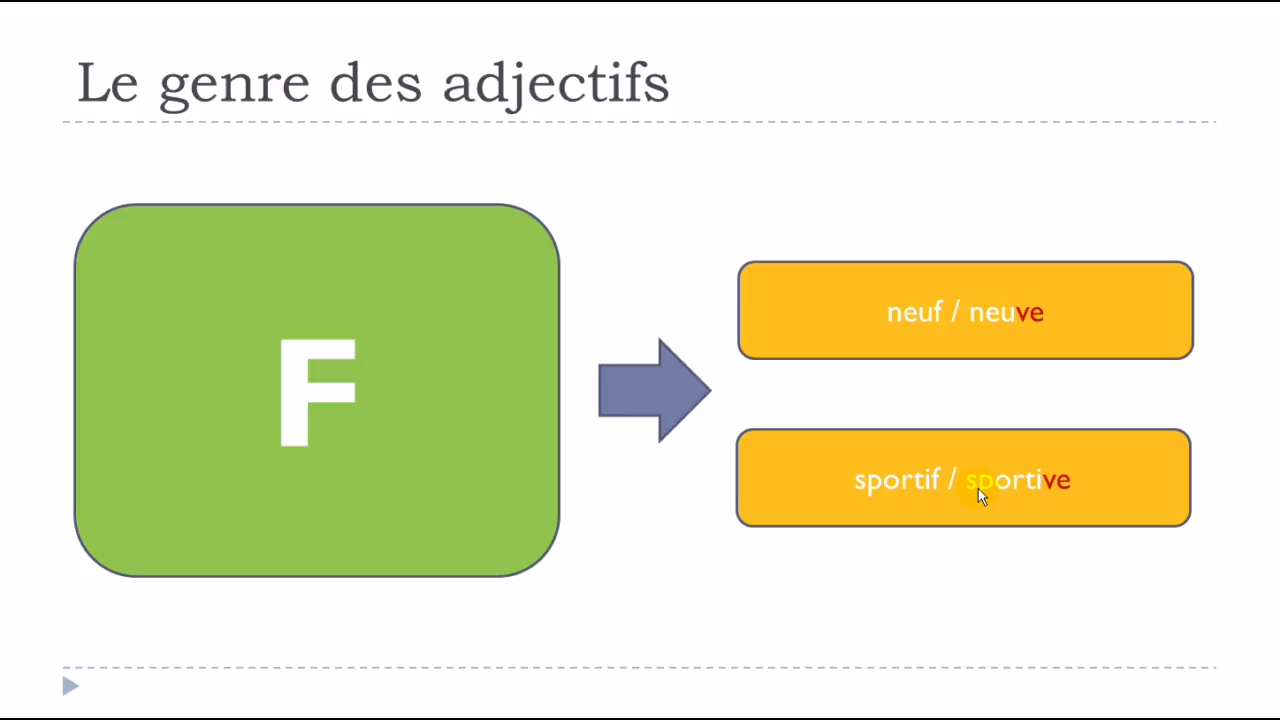 Le genre des adjectifs
F
neuf / neuve
sportif / sportive